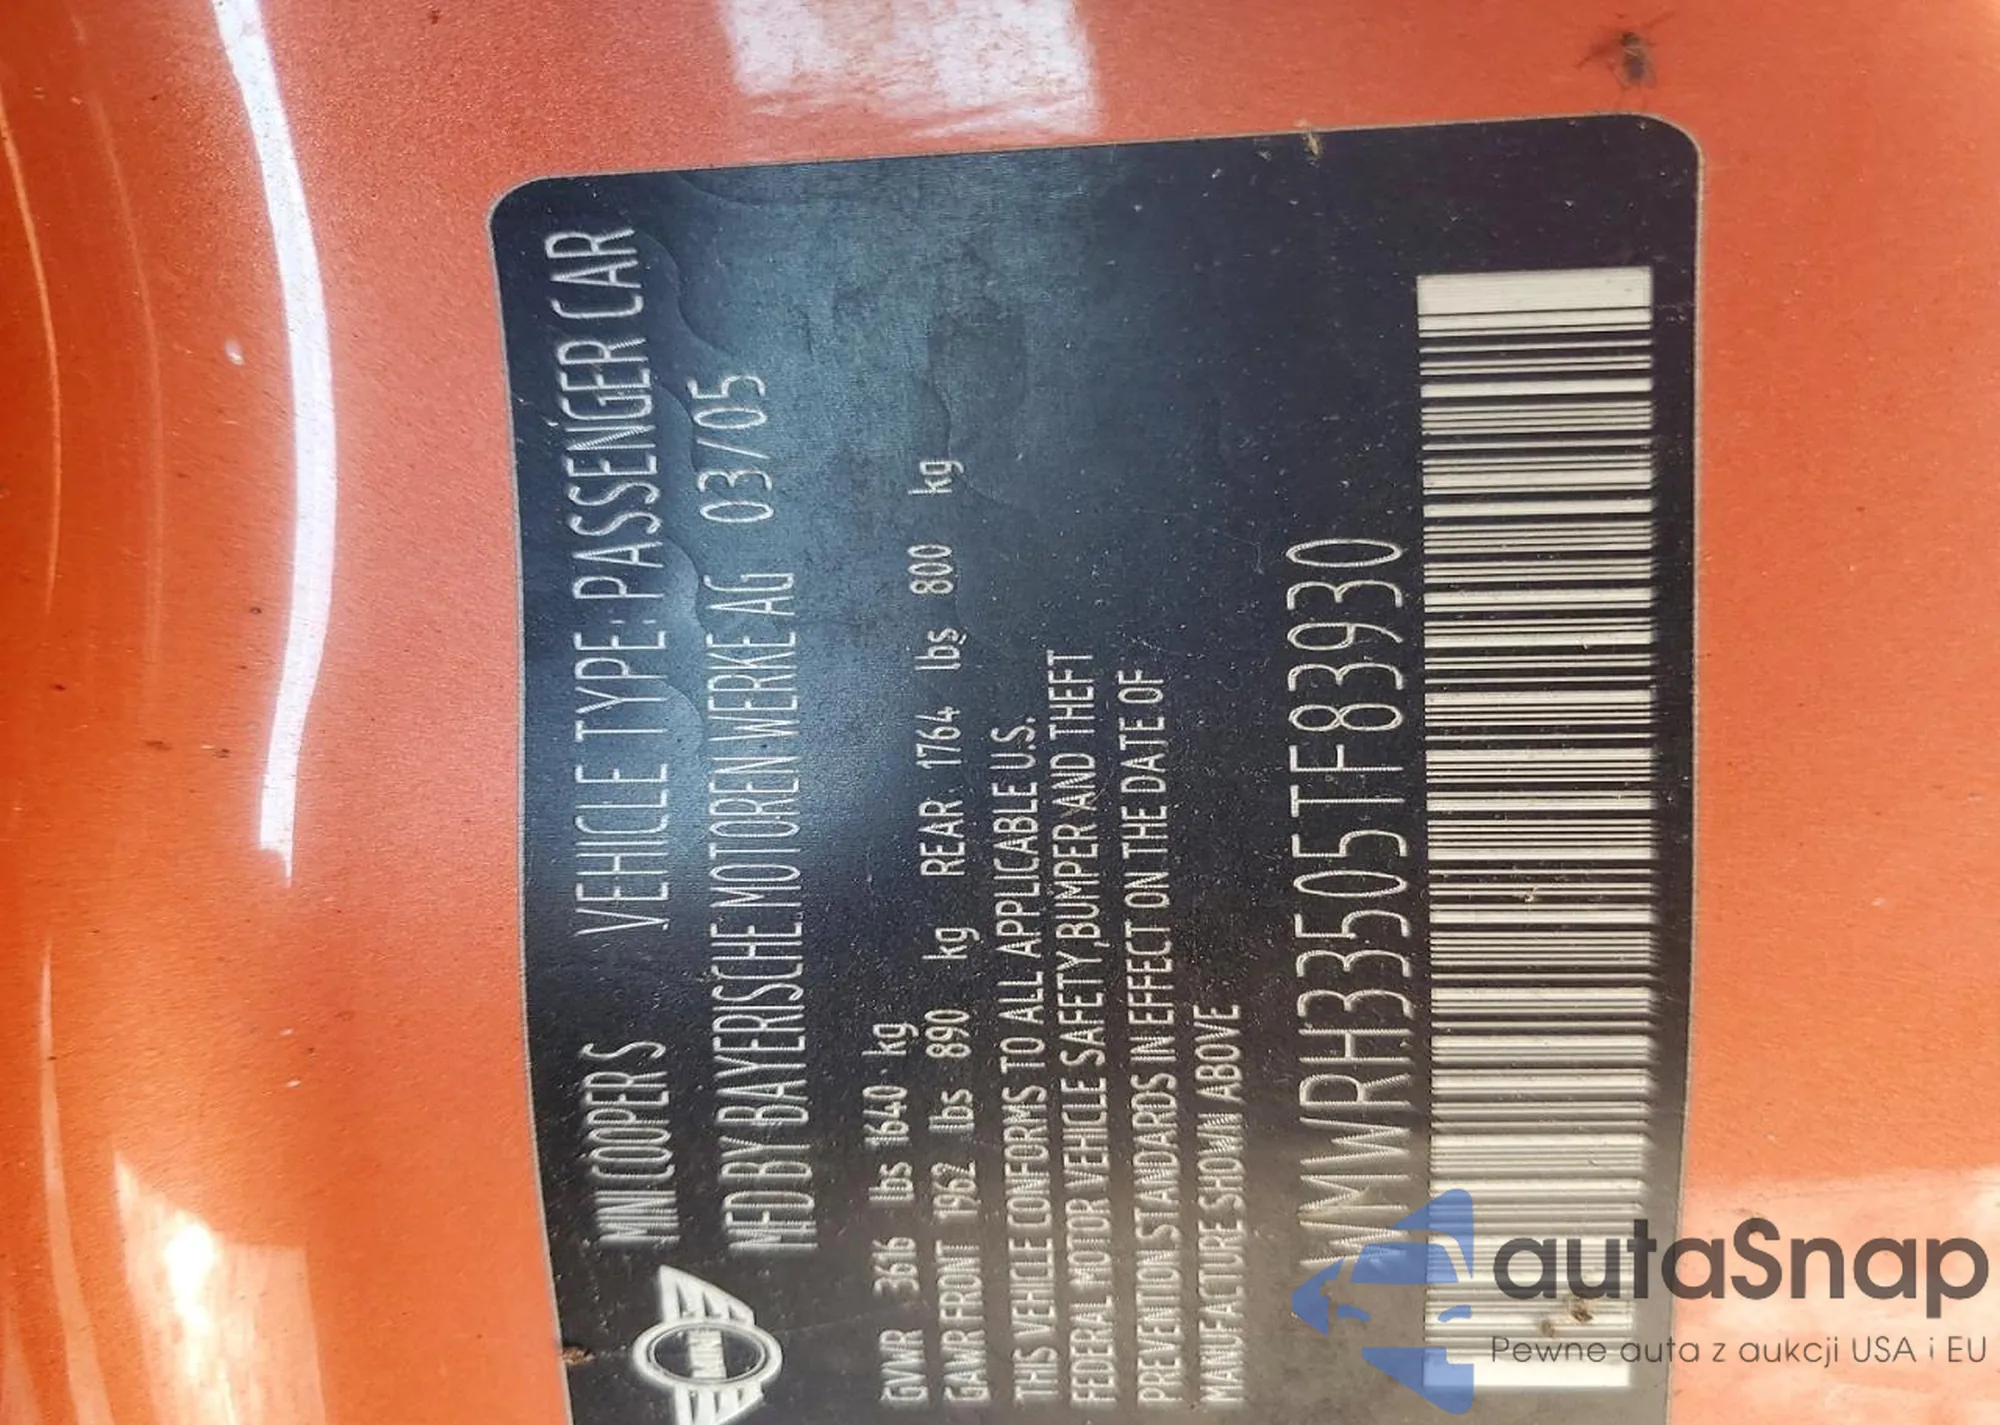 MINI COOPER S VEHICLE TYPE: PASSENGER CAR
MFD BY BAYERISCHE MOTOREN WERKE AG 03/05
MINI
GVWR 3616 lbs 1640 kg
GAWR FRONT 1962 lbs 890 kg REAR 1764 lbs 800 kg
THIS VEHICLE CONFORMS TO ALL APPLICABLE U.S.
FEDERAL MOTOR VEHICLE SAFETY,BUMPER AND THEFT
PREVENTION STANDARDS IN EFFECT ON THE DATE OF
MANUFACTURE SHOWN ABOVE
WMWRH33505TF83930
autaSnap
Pewne auta z aukcji USA i EU